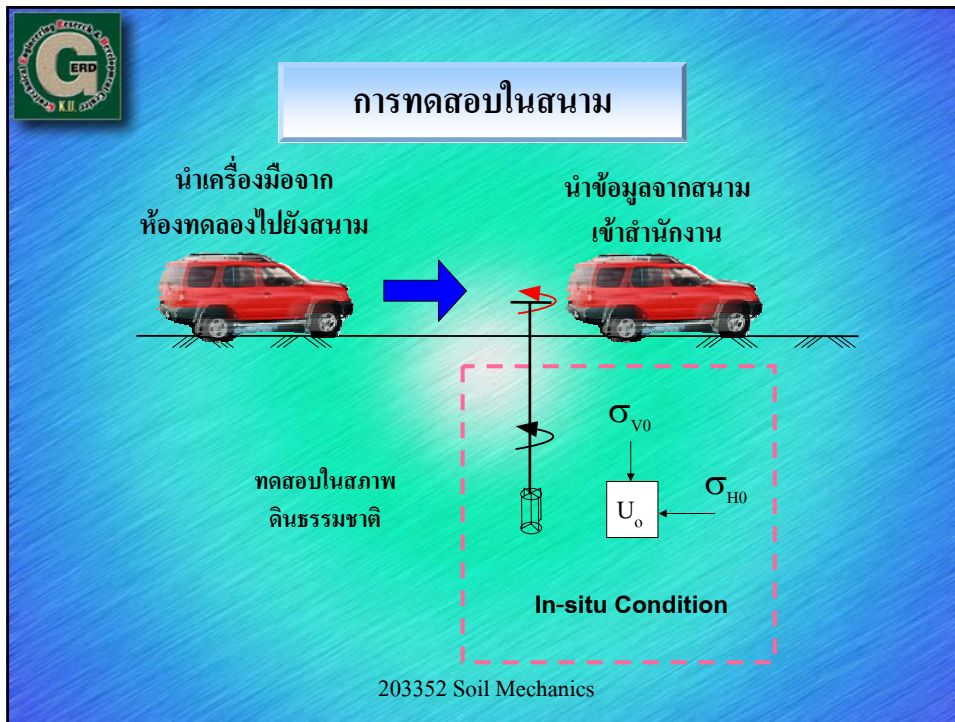 Geotechnical Engineering Research & Development Center
GERD
K.U.
การทดสอบในสนาม
นำเครื่องมือจาก
ห้องทดลองไปยังสนาม
นำข้อมูลจากสนาม
เข้าสำนักงาน
σV0
σH0
Uo
ทดสอบในสภาพ
ดินธรรมชาติ
In-situ Condition
203352 Soil Mechanics